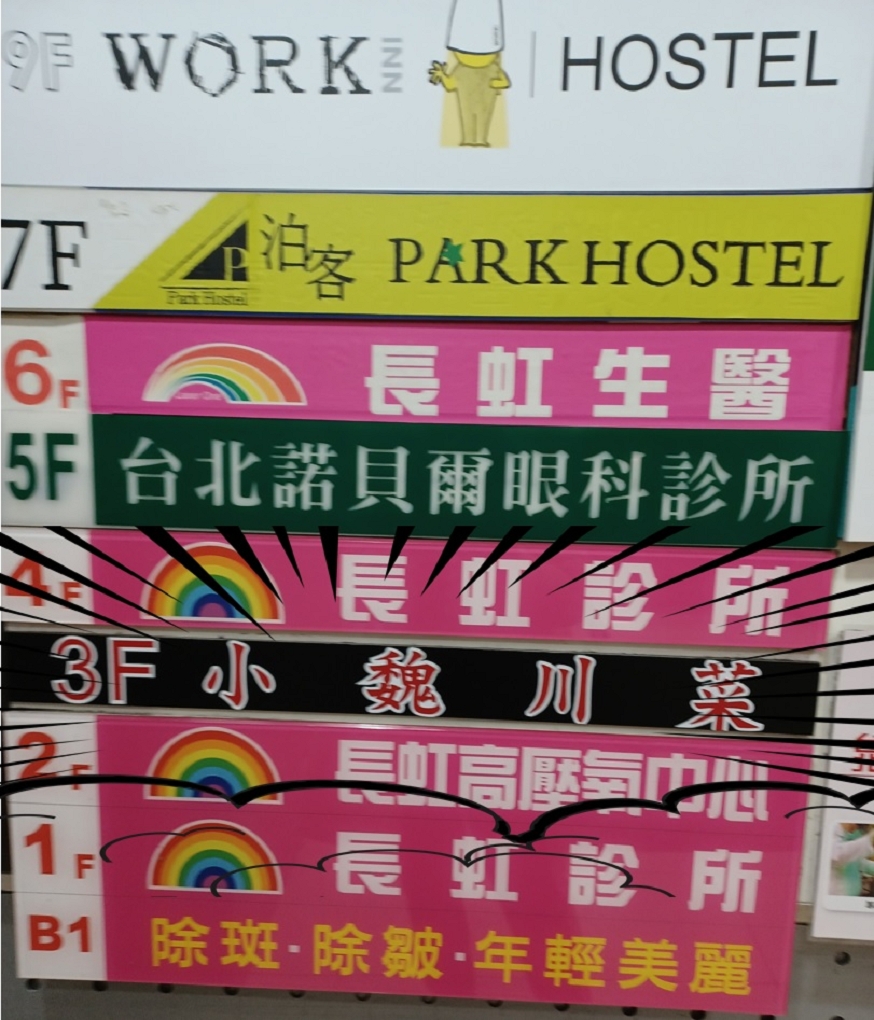 9F WORK INN HOSTEL
7F Park Hostel 泊客 PARK HOSTEL
6F 長虹生醫
5F 台北諾貝爾眼科診所
4F 長虹診所
3F 小魏川菜
2F 長虹高壓氧中心
1F 長虹診所
B1 除斑·除皺·年輕美麗